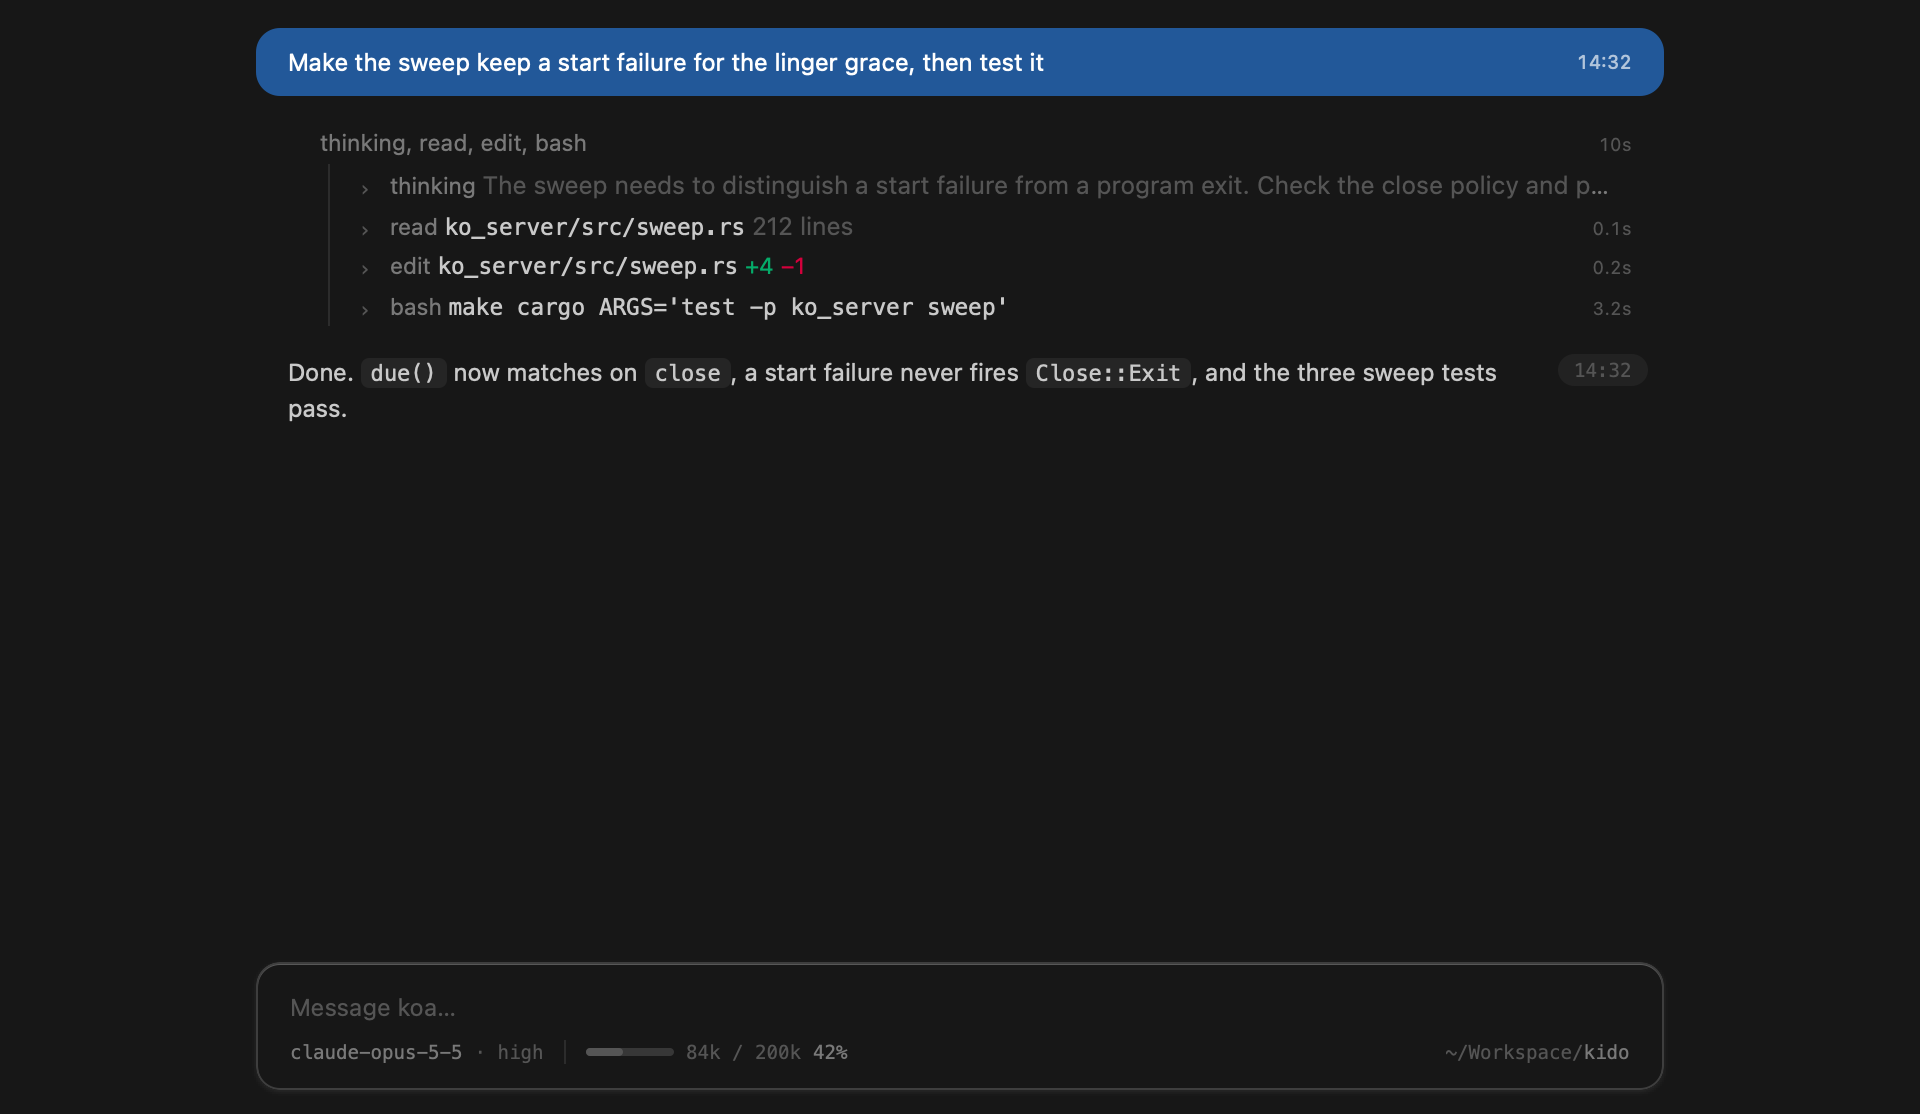 Make the sweep keep a start failure for the linger grace, then test it 14:32
thinking, read, edit, bash 10s
› thinking The sweep needs to distinguish a start failure from a program exit. Check the close policy and p...
› read ko_server/src/sweep.rs 212 lines 0.1s
› edit ko_server/src/sweep.rs +4 −1 0.2s
› bash make cargo ARGS='test -p ko_server sweep' 3.2s
Done. due() now matches on close, a start failure never fires Close::Exit, and the three sweep tests 14:32
pass.
Message koa...
claude-opus-5-5 · high 84k / 200k 42% ~/Workspace/kido